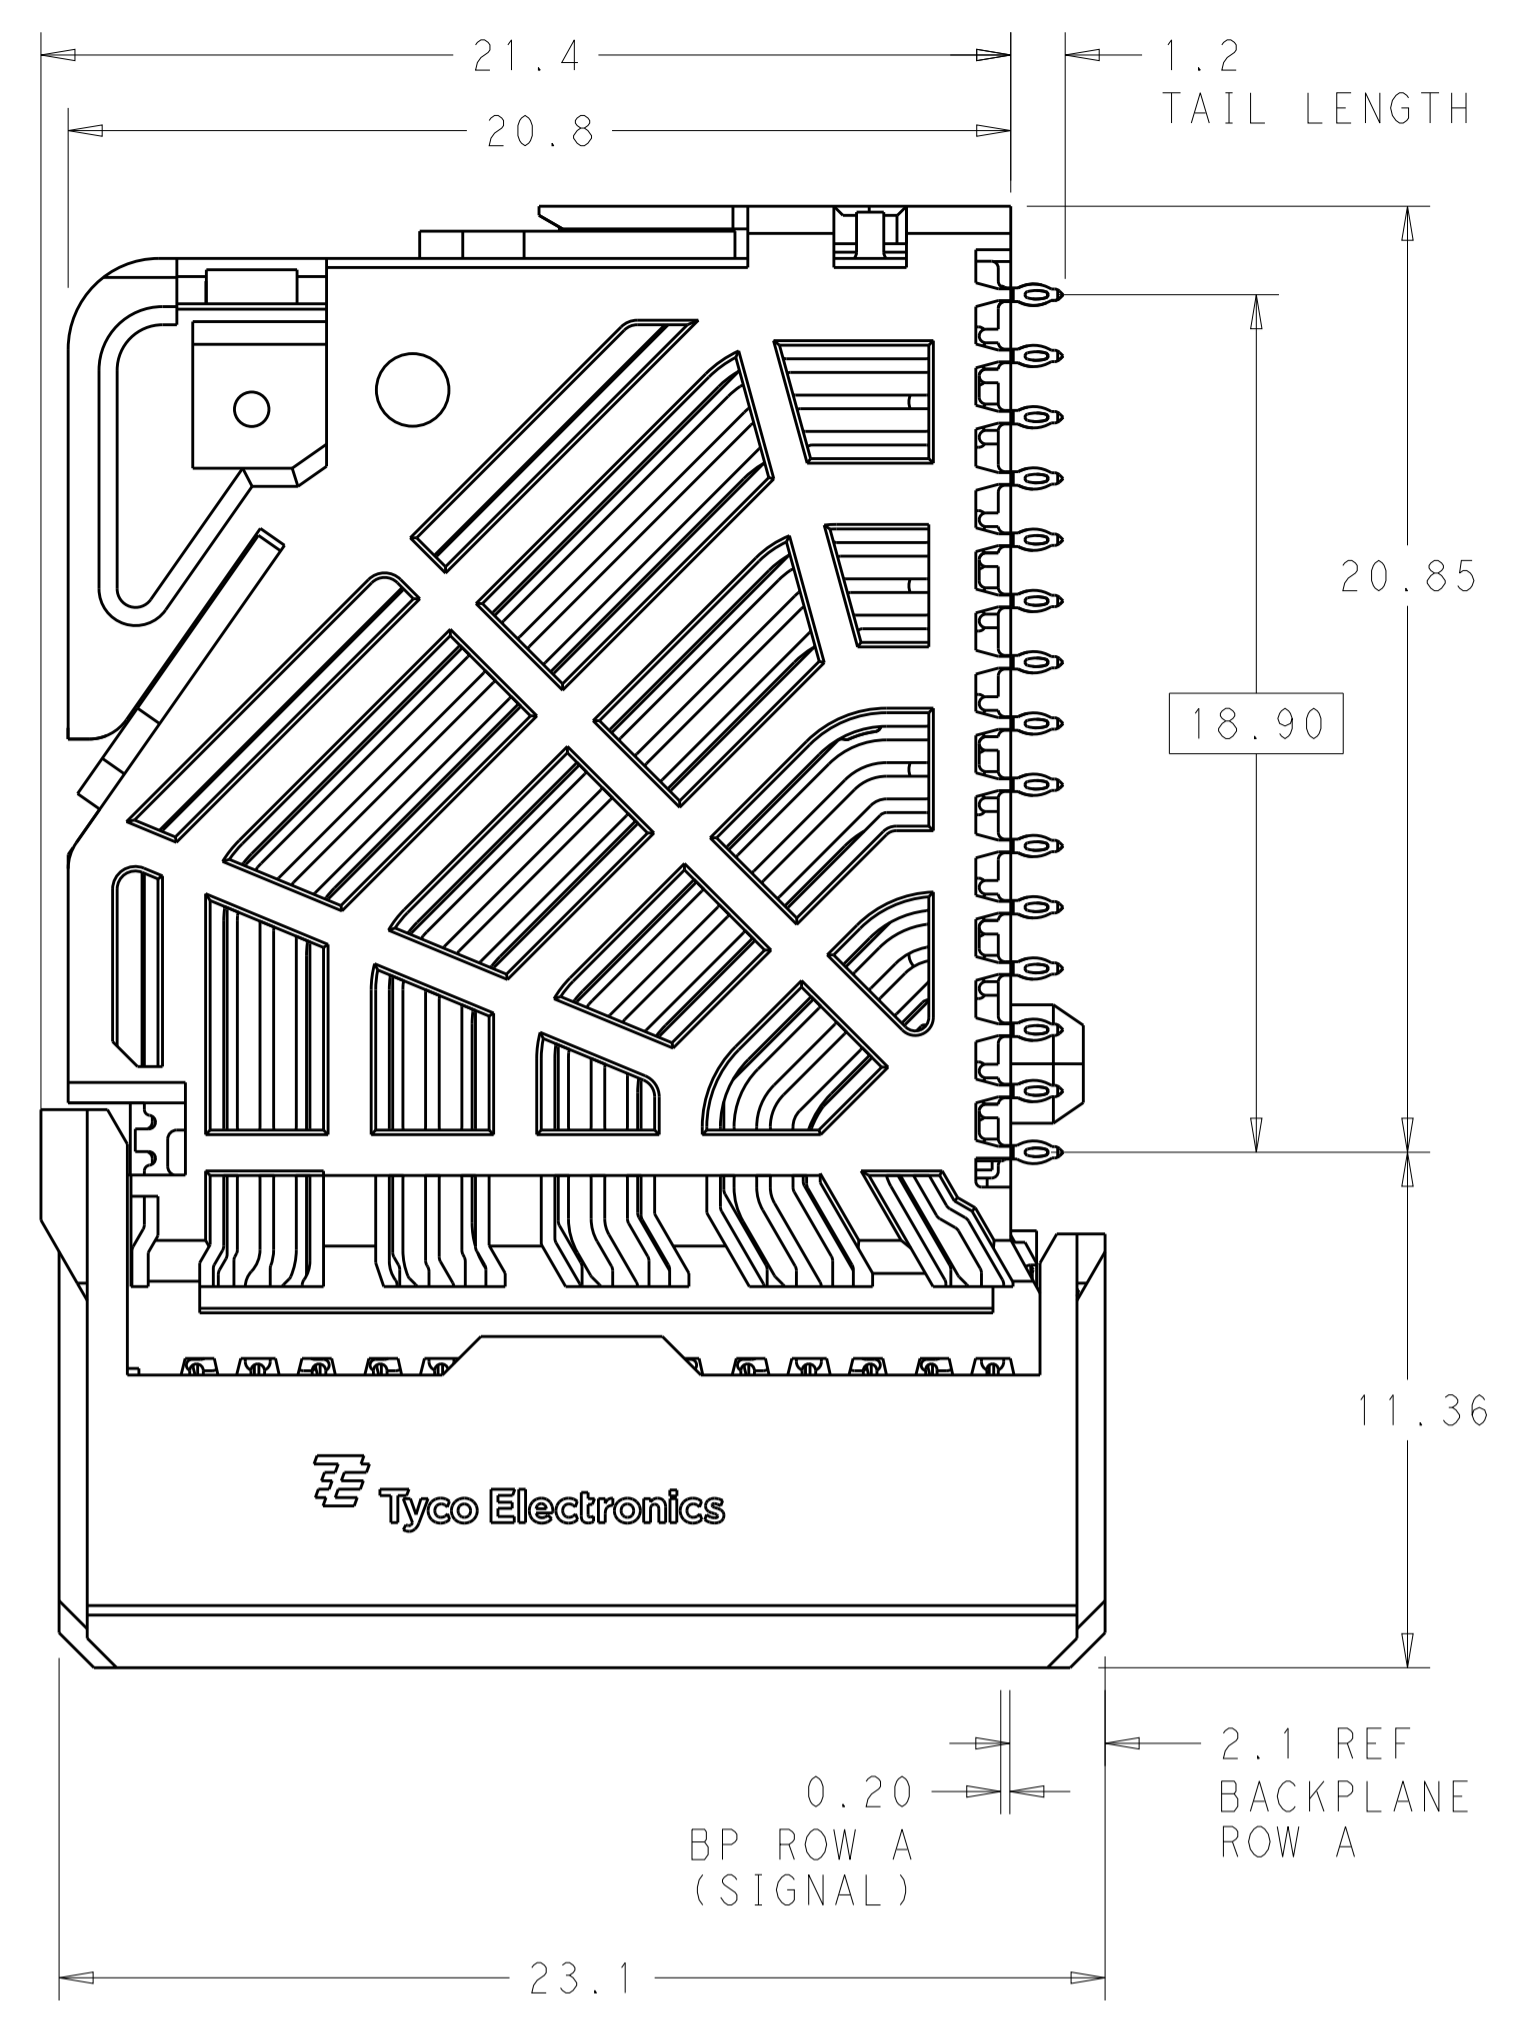 21.4
1.2
TAIL LENGTH
20.8
20.85
18.90
11.36
Tyco Electronics
2.1 REF
BACKPLANE
ROW A
0.20
BP ROW A
(SIGNAL)
23.1